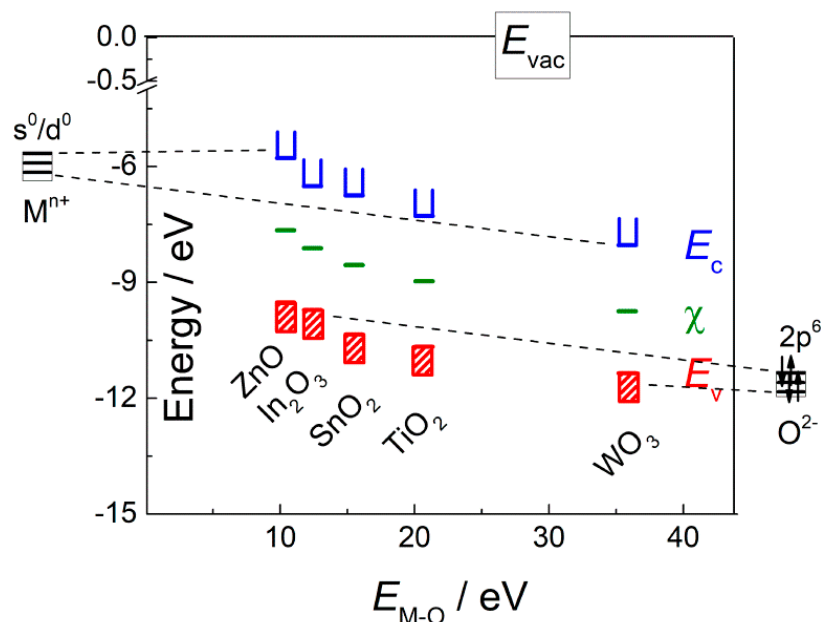 0.0
E_vac
-0.5
s⁰/d⁰
-6
Mⁿ⁺
E_c
-9
χ
Energy / eV
2p⁶
E_v
ZnO
In₂O₃
SnO₂
TiO₂
WO₃
-12
O²⁻
-15
10 20 30 40
E_M-O / eV